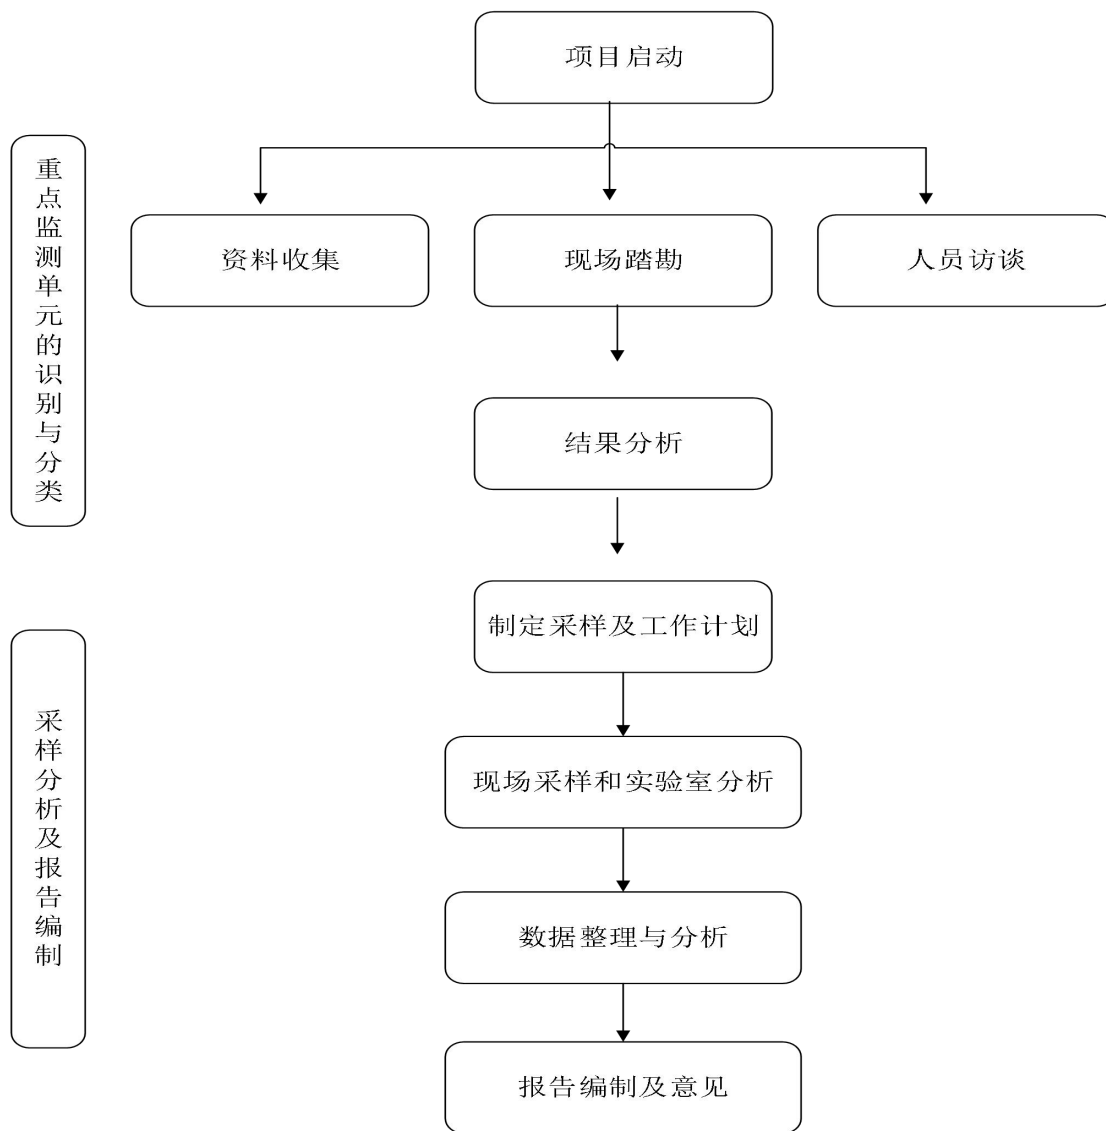 项目启动
重点监测单元的识别与分类
资料收集
现场踏勘
人员访谈
结果分析
制定采样及工作计划
采样分析及报告编制
现场采样和实验室分析
数据整理与分析
报告编制及意见